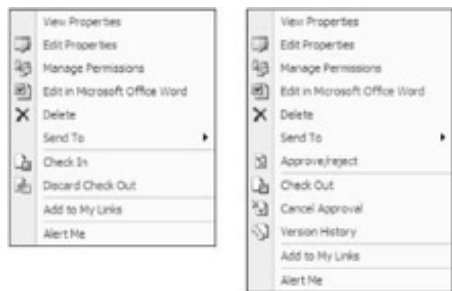 View Properties
Edit Properties
Manage Permissions
Edit in Microsoft Office Word
Delete
Send To
Check In
Discard Check Out
Add to My Links
Alert Me
View Properties
Edit Properties
Manage Permissions
Edit in Microsoft Office Word
Delete
Send To
Approve/reject
Check Out
Cancel Approval
Version History
Add to My Links
Alert Me